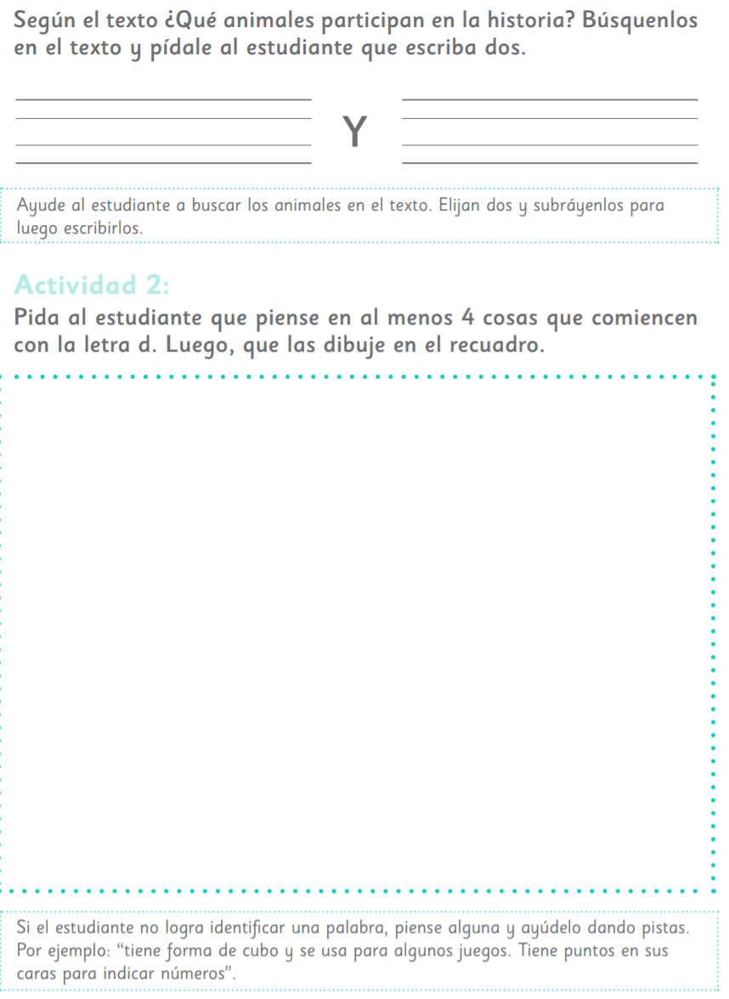 Según el texto ¿Qué animales participan en la historia? Búsquenlos
en el texto y pídale al estudiante que escriba dos.
Y
Ayude al estudiante a buscar los animales en el texto. Elijan dos y subráyenlos para
luego escribirlos.
Actividad 2:
Pida al estudiante que piense en al menos 4 cosas que comiencen
con la letra d. Luego, que las dibuje en el recuadro.
Si el estudiante no logra identificar una palabra, piense alguna y ayúdelo dando pistas.
Por ejemplo: “tiene forma de cubo y se usa para algunos juegos. Tiene puntos en sus
caras para indicar números”.